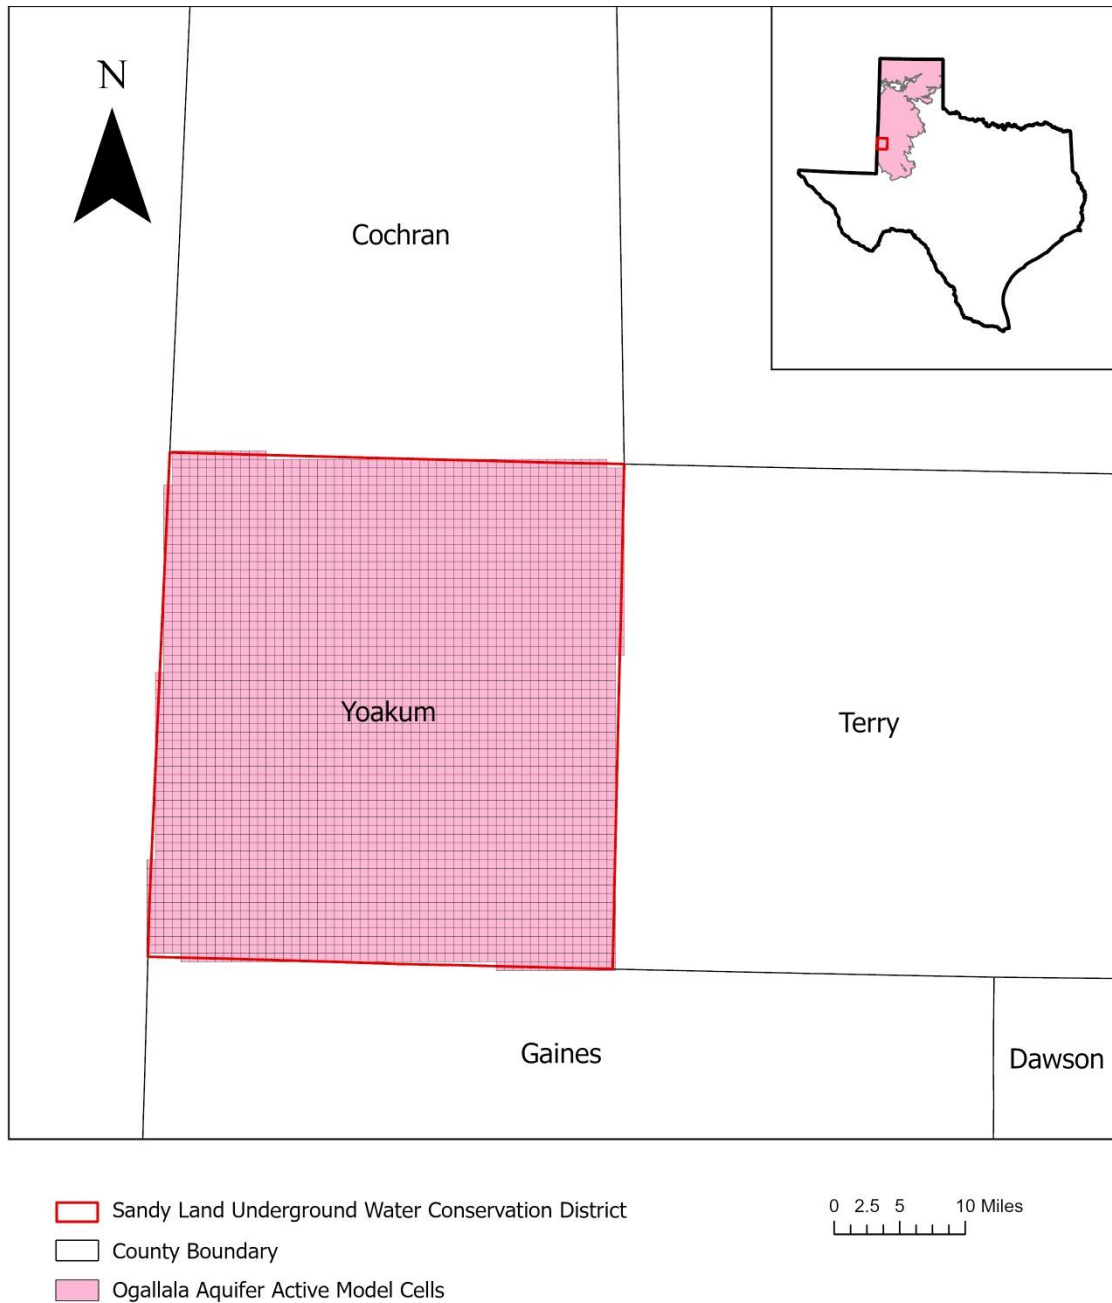 N
Cochran
Yoakum
Terry
Gaines
Dawson
Sandy Land Underground Water Conservation District
County Boundary
Ogallala Aquifer Active Model Cells
0 2.5 5 10 Miles